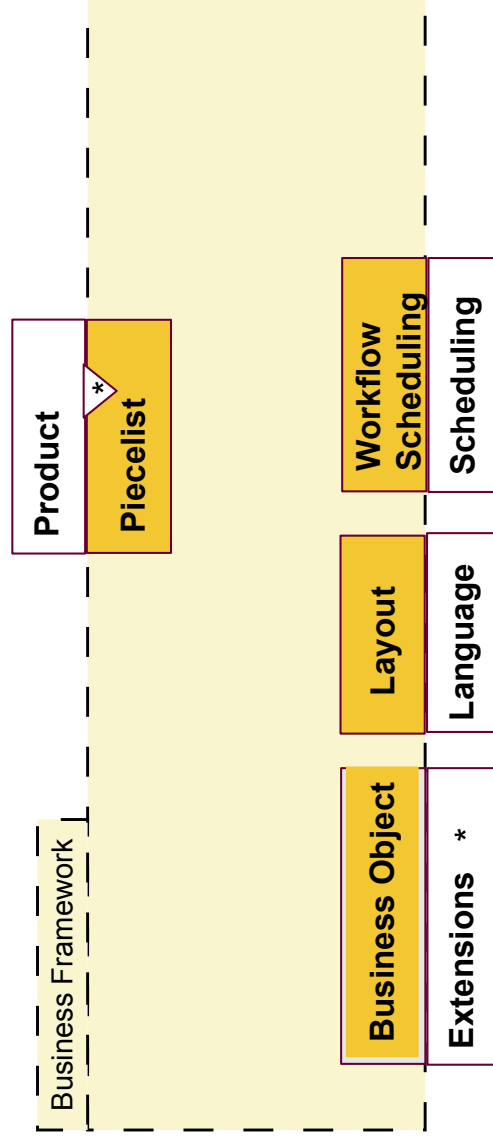 Business Framework
Product
*
Piecelist
Business Object
Extensions *
Layout
Language
Workflow
Scheduling
Scheduling